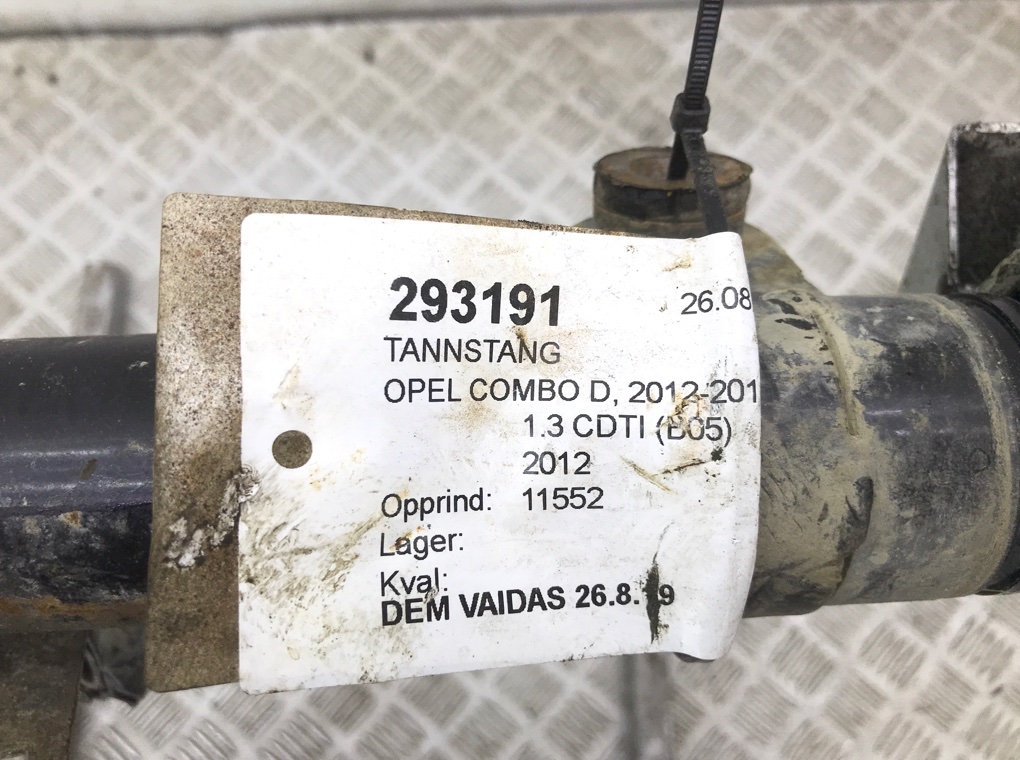 293191 26.08
TANNSTANG
OPEL COMBO D, 2012-201
1.3 CDTI (B05)
2012
Opprind: 11552
Lager:
Kval:
DEM VAIDAS 26.8.19